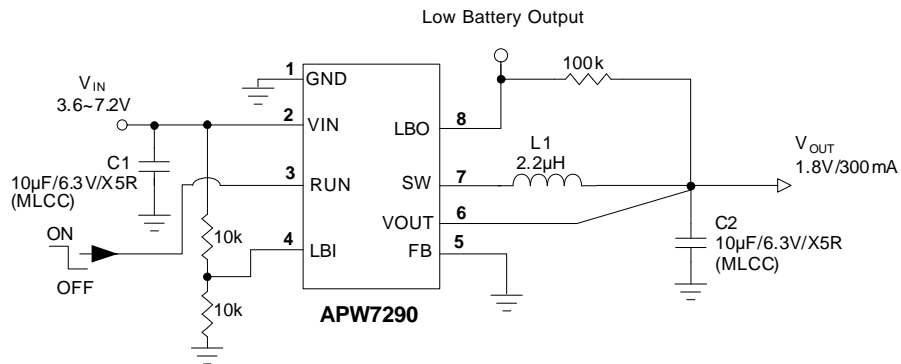 Low Battery Output
100k
VIN
3.6~7.2V
1
GND
2
VIN
LBO
8
L1
2.2μH
VOUT
1.8V/300mA
C1
10μF/6.3V/X5R
(MLCC)
3
RUN
SW
7
VOUT
6
C2
10μF/6.3V/X5R
(MLCC)
ON
OFF
10k
4
LBI
FB
5
10k
APW7290